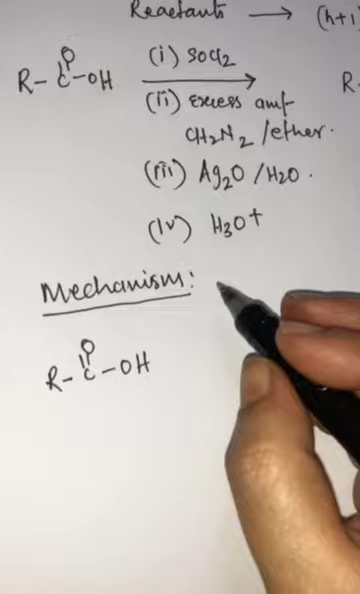 Reactants ⟶ (n+1)
R-C(=O)-OH
(i) SOCl2
(ii) excess amt
CH2N2 /ether.
(iii) Ag2O /H2O.
(iv) H3O+
R
Mechanism:
R-C(=O)-OH